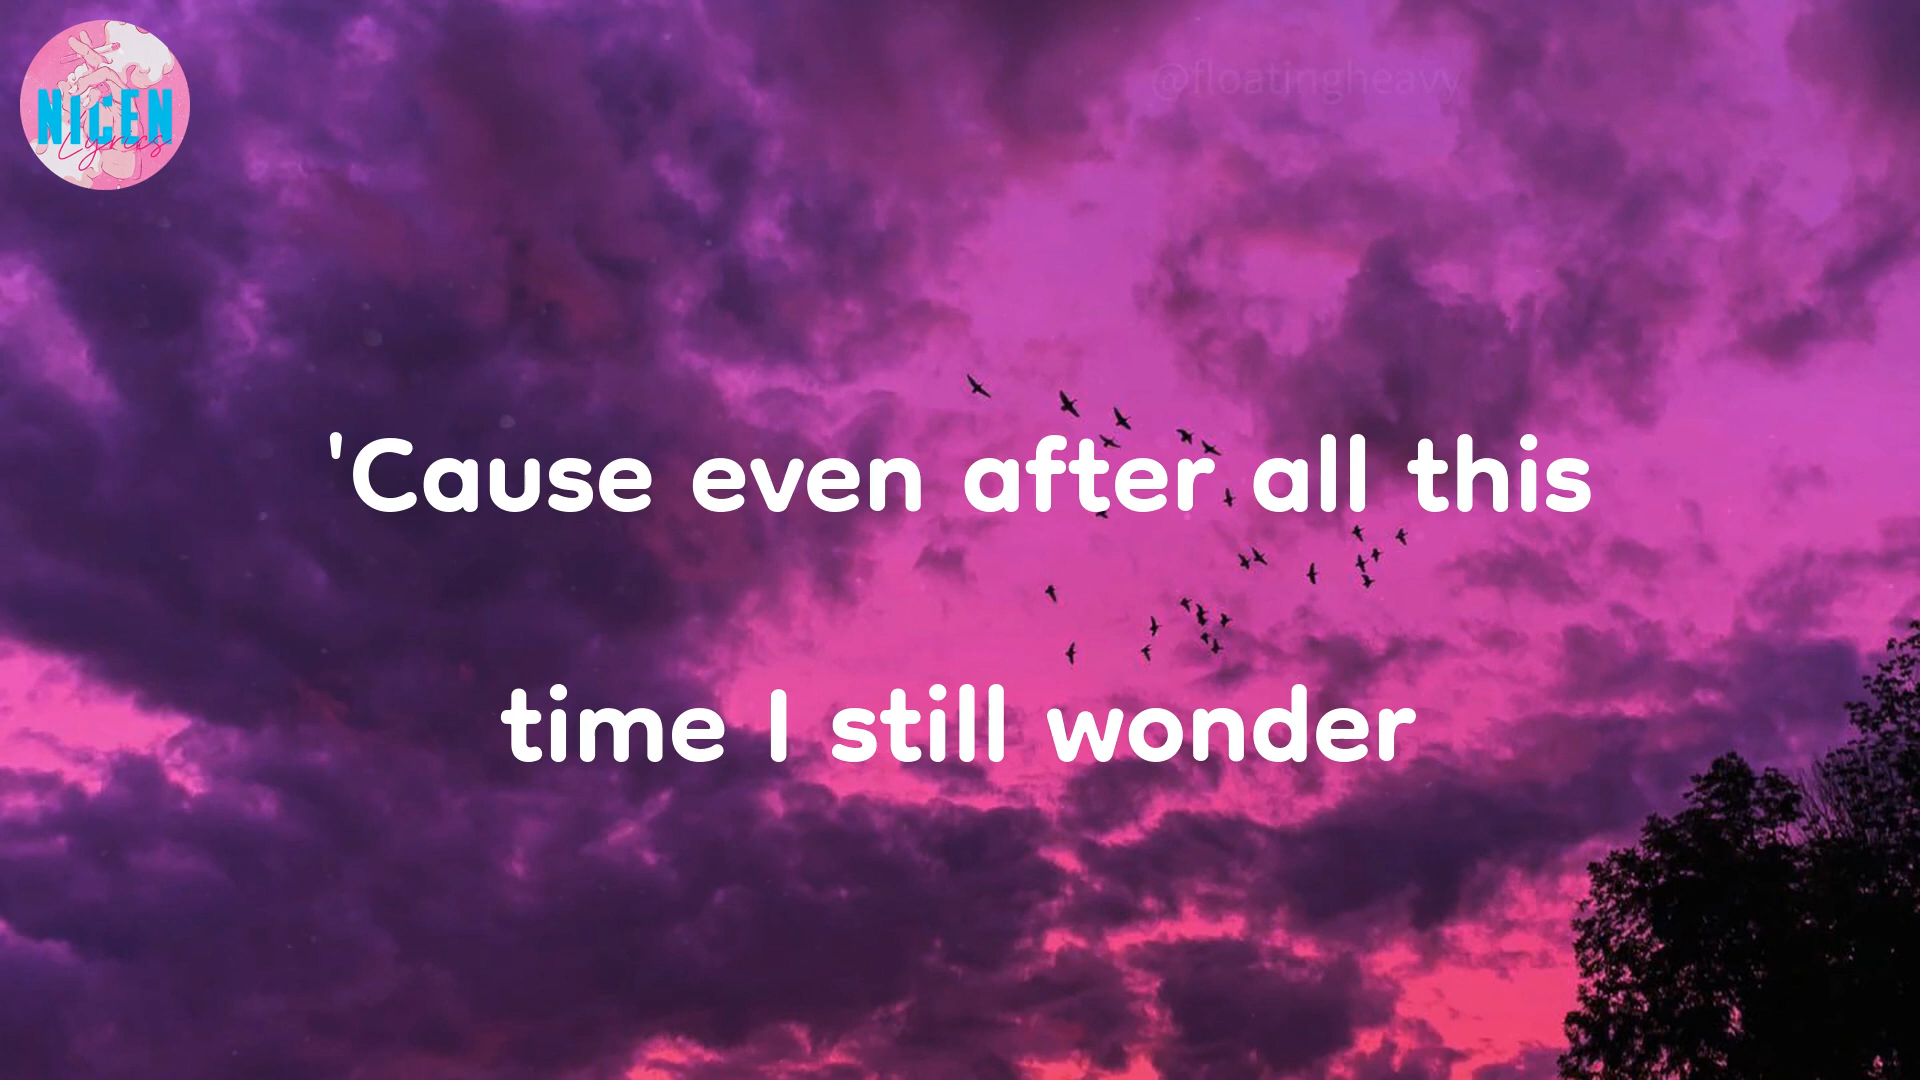 NICEN
Lyrics
@floatingheavy
'Cause even after all this
time I still wonder